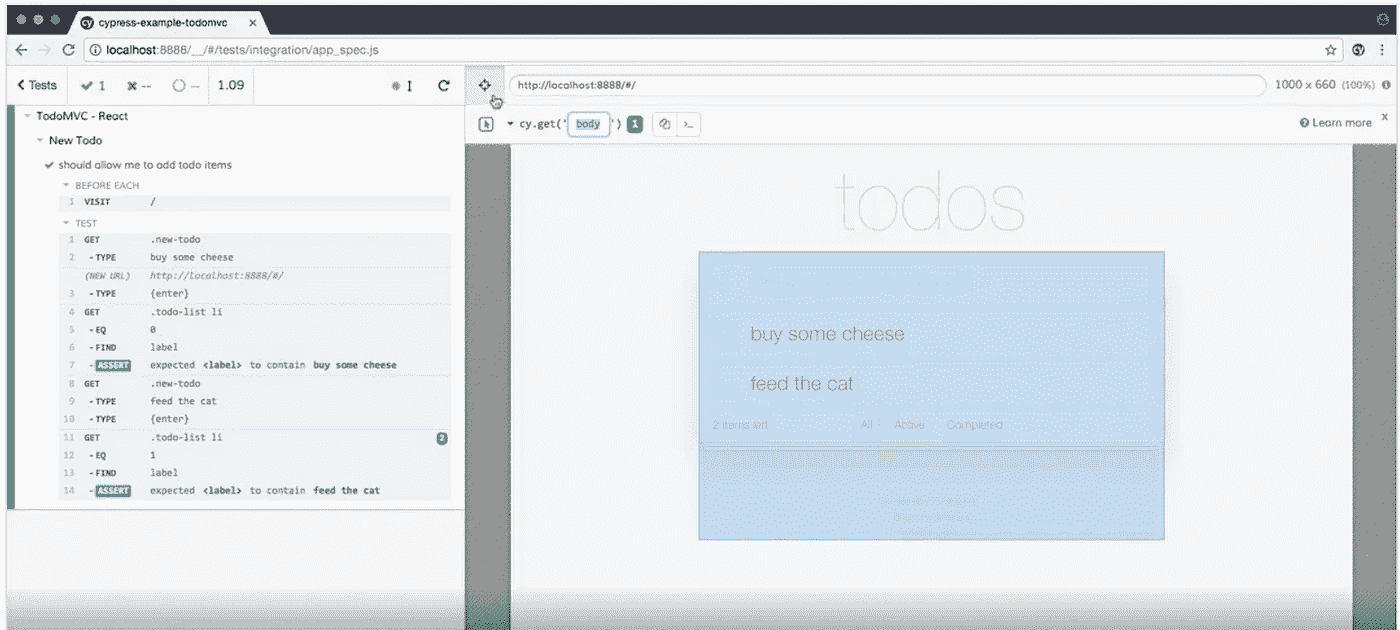 cypress-example-todomvc ×
localhost:8888/__/#/tests/integration/app_spec.js
Tests 1 -- -- 1.09
http://localhost:8888/#/ 1000 x 660 (100%)
cy.get(' body ') 1 >_ Learn more x
TodoMVC - React
New Todo
should allow me to add todo items
BEFORE EACH
1 VISIT /
TEST
1 GET .new-todo
2 - TYPE buy some cheese
(NEW URL) http://localhost:8888/#/
3 - TYPE {enter}
4 GET .todo-list li
5 - EQ 0
6 - FIND label
7 - ASSERT expected <label> to contain buy some cheese
8 GET .new-todo
9 - TYPE feed the cat
10 - TYPE {enter}
11 GET .todo-list li 2
12 - EQ 1
13 - FIND label
14 - ASSERT expected <label> to contain feed the cat
todos
buy some cheese
feed the cat
2 items left All Active Completed